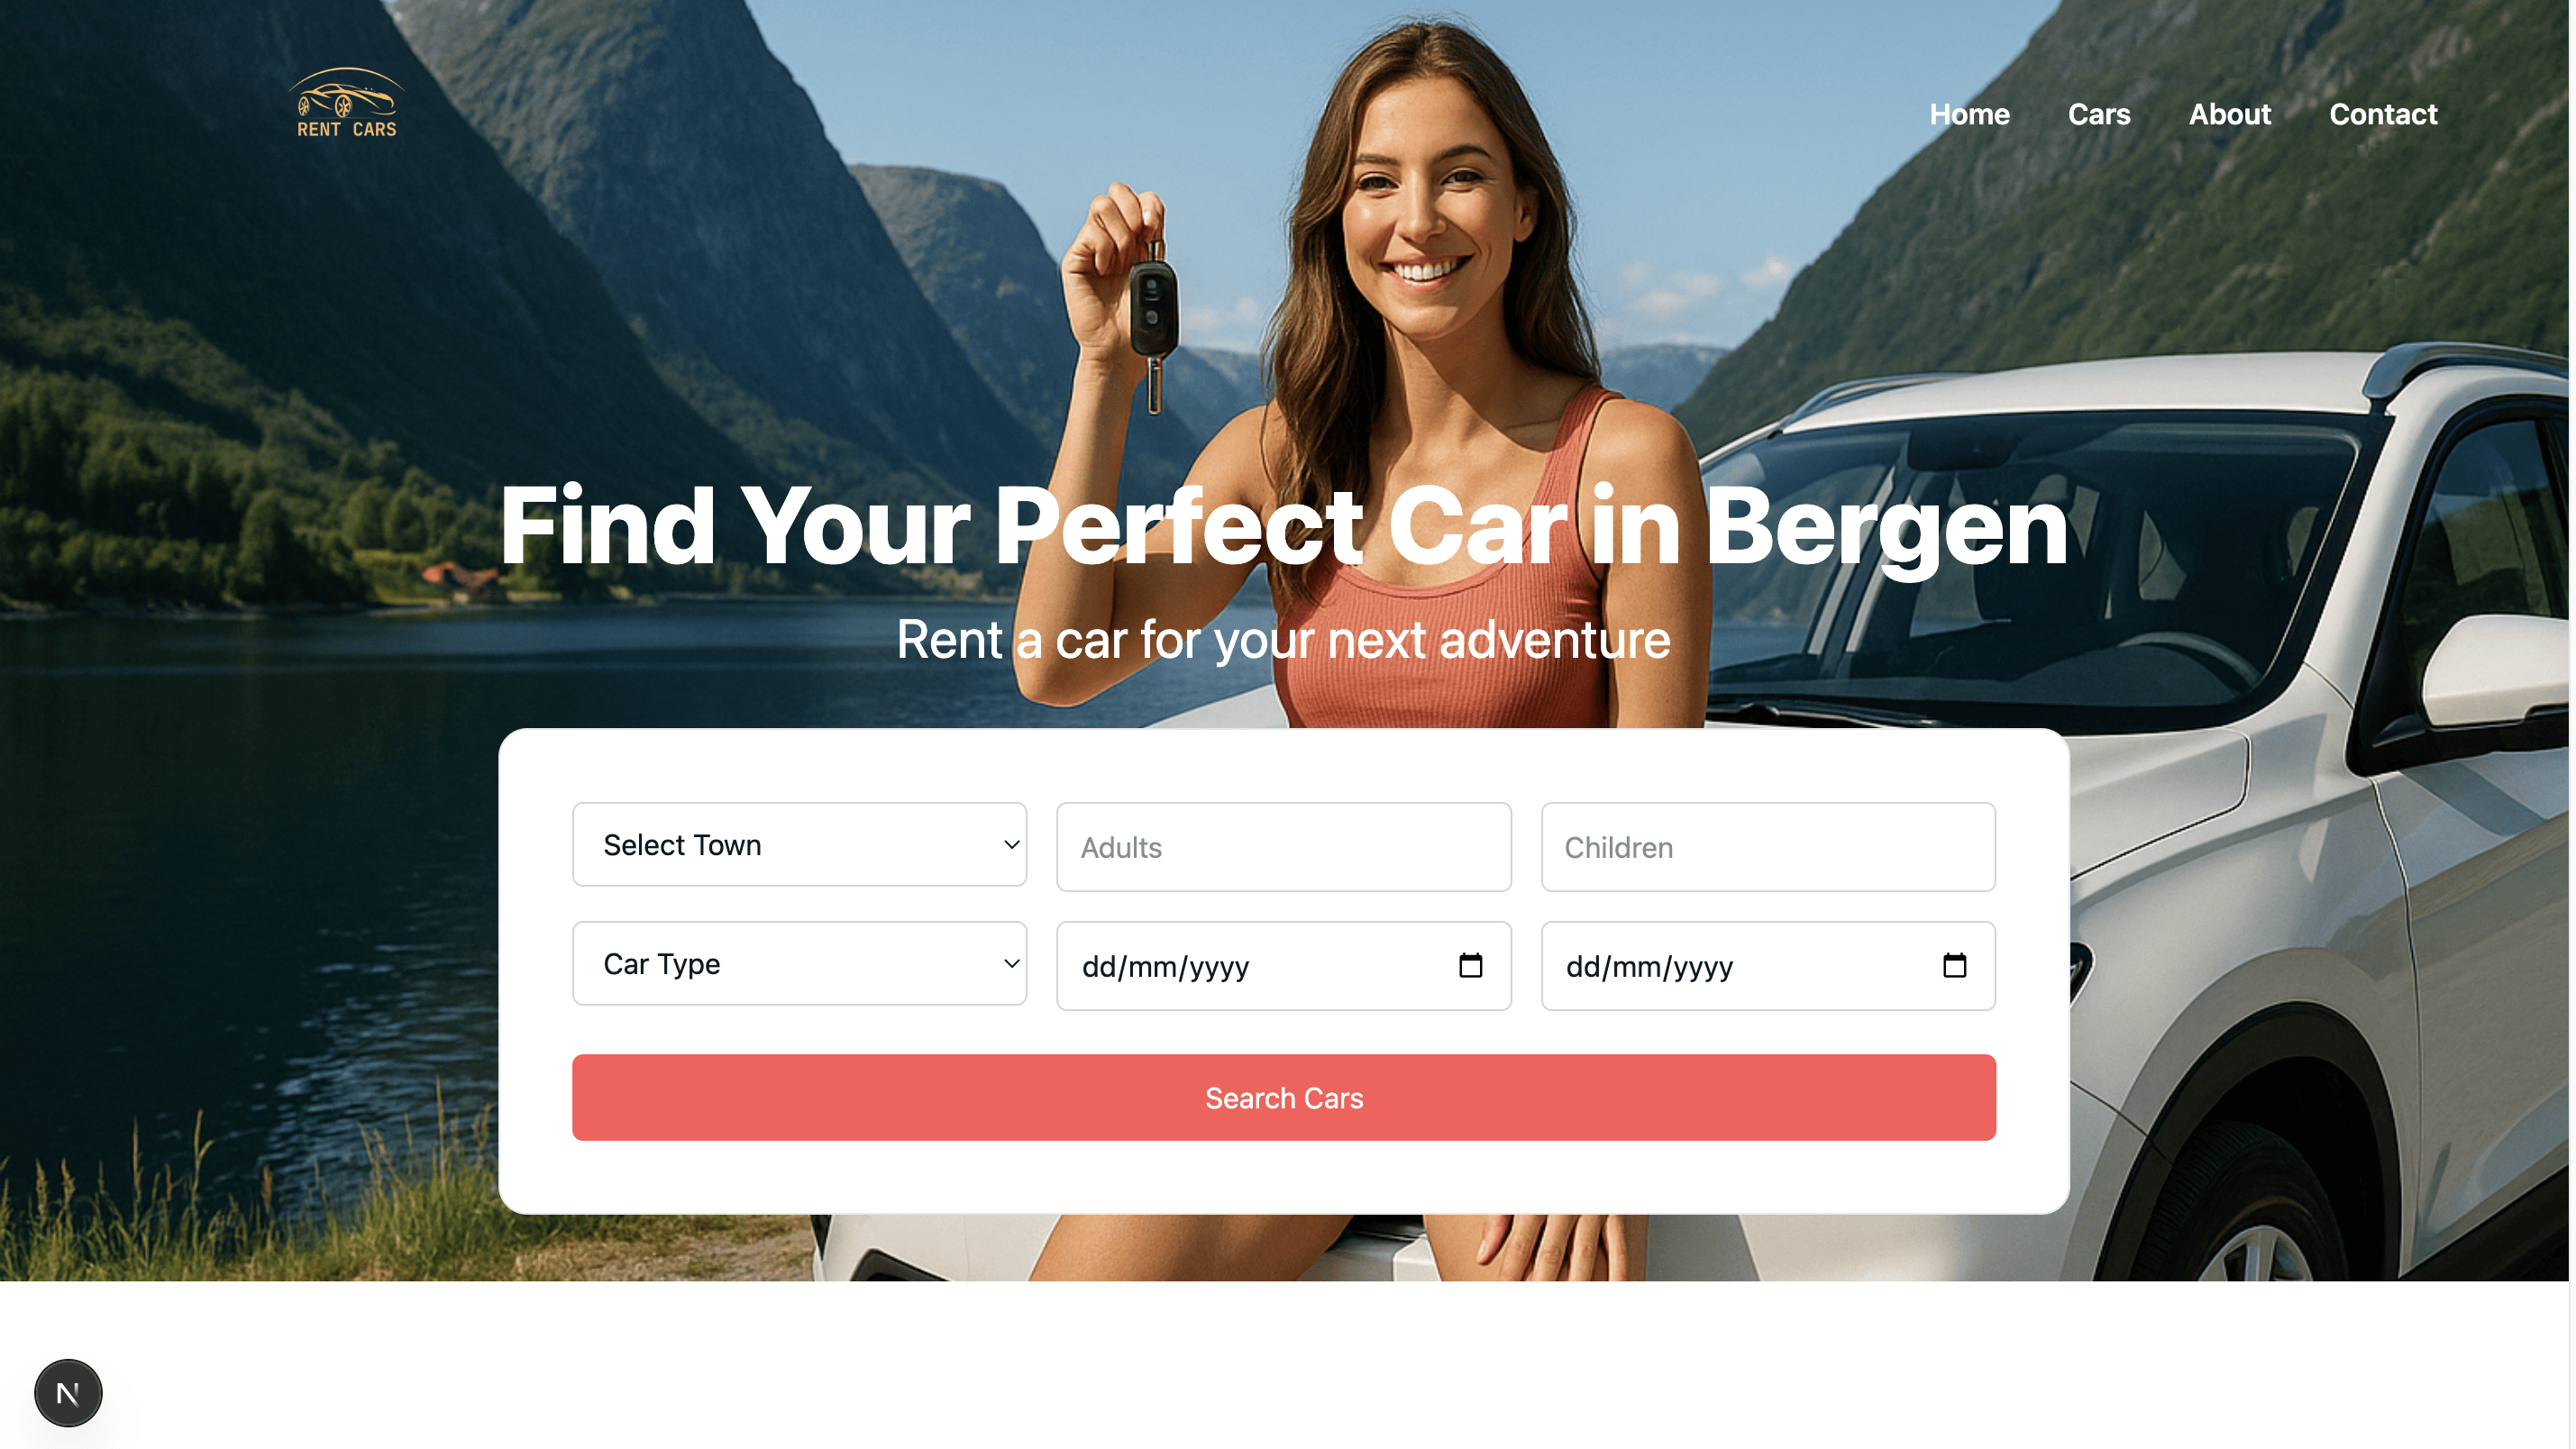 RENT CARS
Home Cars About Contact
Find Your Perfect Car in Bergen
Rent a car for your next adventure
Select Town
Adults
Children
Car Type
dd/mm/yyyy
dd/mm/yyyy
Search Cars
N